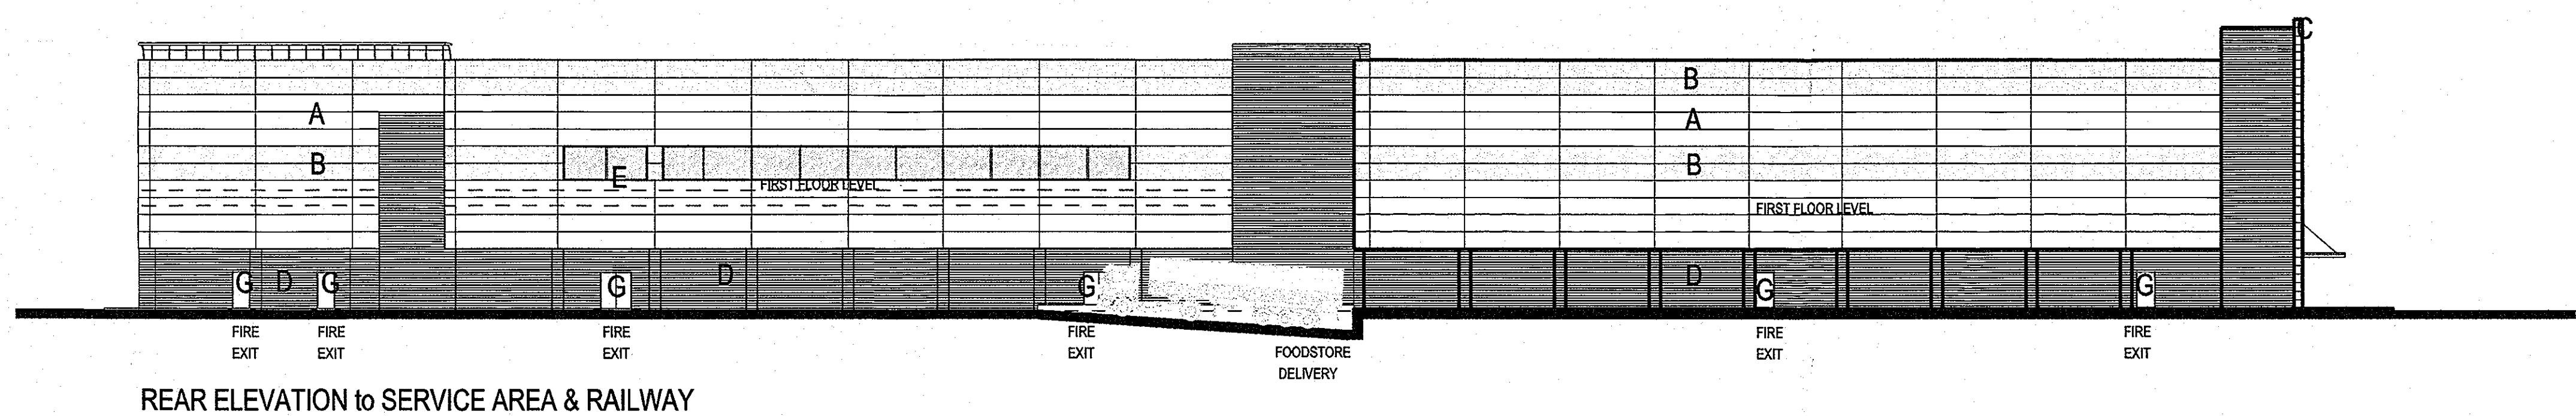 C
B
A
A
B
B
E
FIRST FLOOR LEVEL
FIRST FLOOR LEVEL
G D G
G
D
G
D
G
G
FIRE
EXIT
FIRE
EXIT
FIRE
EXIT
FIRE
EXIT
FIRE
EXIT
FIRE
EXIT
FOODSTORE
DELIVERY
REAR ELEVATION to SERVICE AREA & RAILWAY